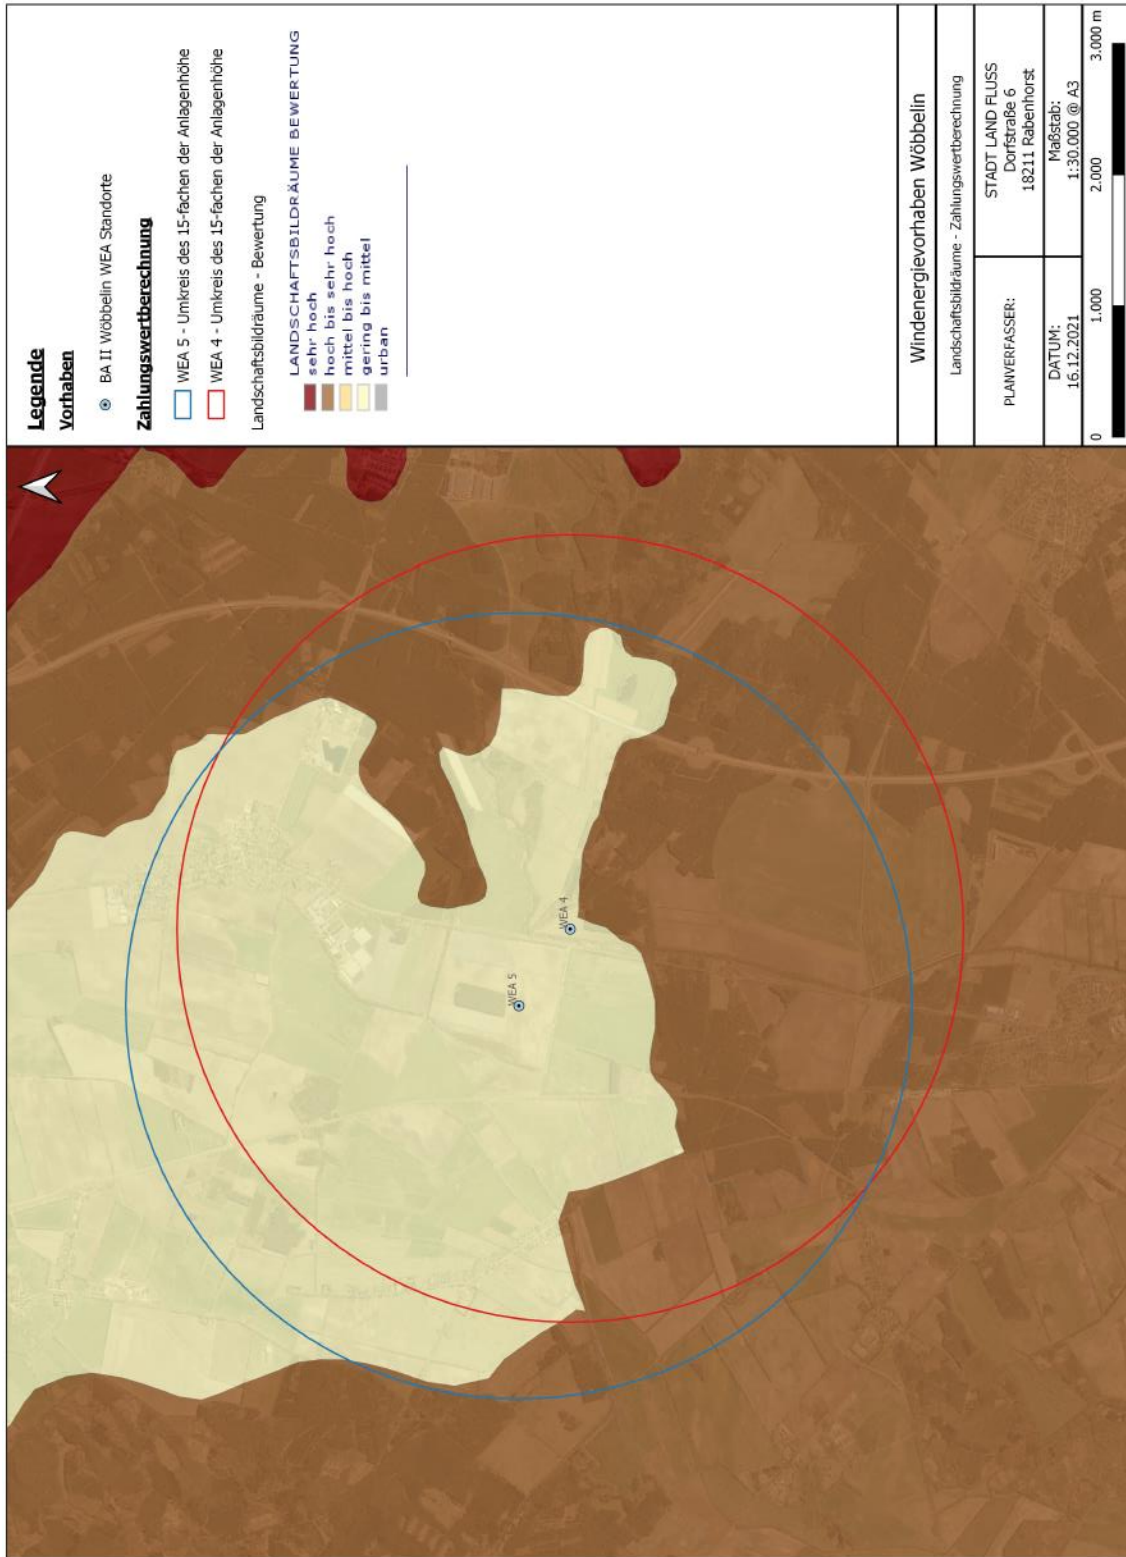 Legende
Vorhaben
BA II Wöbbelin WEA Standorte
Zahlungswertberechnung
WEA 5 - Umkreis des 15-fachen der Anlagenhöhe
WEA 4 - Umkreis des 15-fachen der Anlagenhöhe
Landschaftsbildräume - Bewertung
LANDSCHAFTSBILDRÄUME BEWERTUNG
sehr hoch
hoch bis sehr hoch
mittel bis hoch
gering bis mittel
urban
WEA 5
WEA 4
Windenergievorhaben Wöbbelin
Landschaftsbildräume - Zahlungswertberechnung
PLANVERFASSER:
STADT LAND FLUSS
Dorfstraße 6
18211 Rabenhorst
DATUM:
16.12.2021
Maßstab:
1:30.000 @ A3
0 1.000 2.000 3.000 m